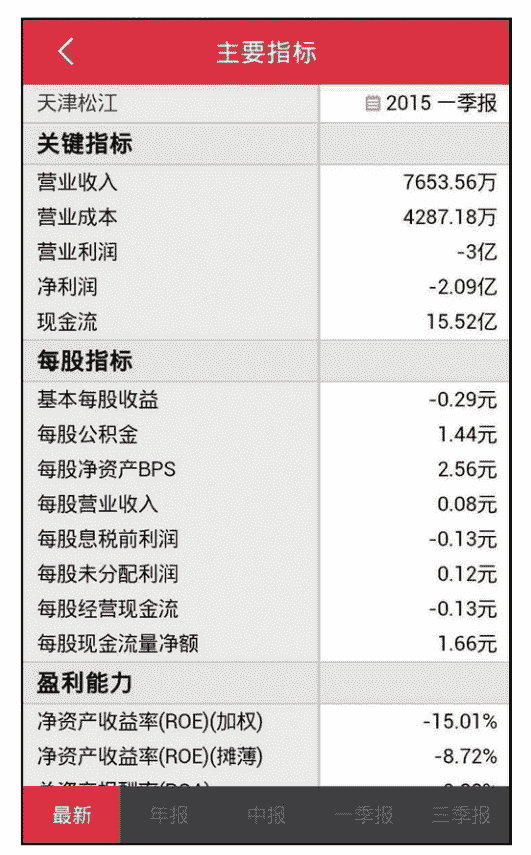 主要指标
天津松江 2015 一季报
关键指标
营业收入 7653.56万
营业成本 4287.18万
营业利润 -3亿
净利润 -2.09亿
现金流 15.52亿
每股指标
基本每股收益 -0.29元
每股公积金 1.44元
每股净资产BPS 2.56元
每股营业收入 0.08元
每股息税前利润 -0.13元
每股未分配利润 0.12元
每股经营现金流 -0.13元
每股现金流量净额 1.66元
盈利能力
净资产收益率(ROE)(加权) -15.01%
净资产收益率(ROE)(摊薄) -8.72%
最新 年报 中报 一季报 三季报